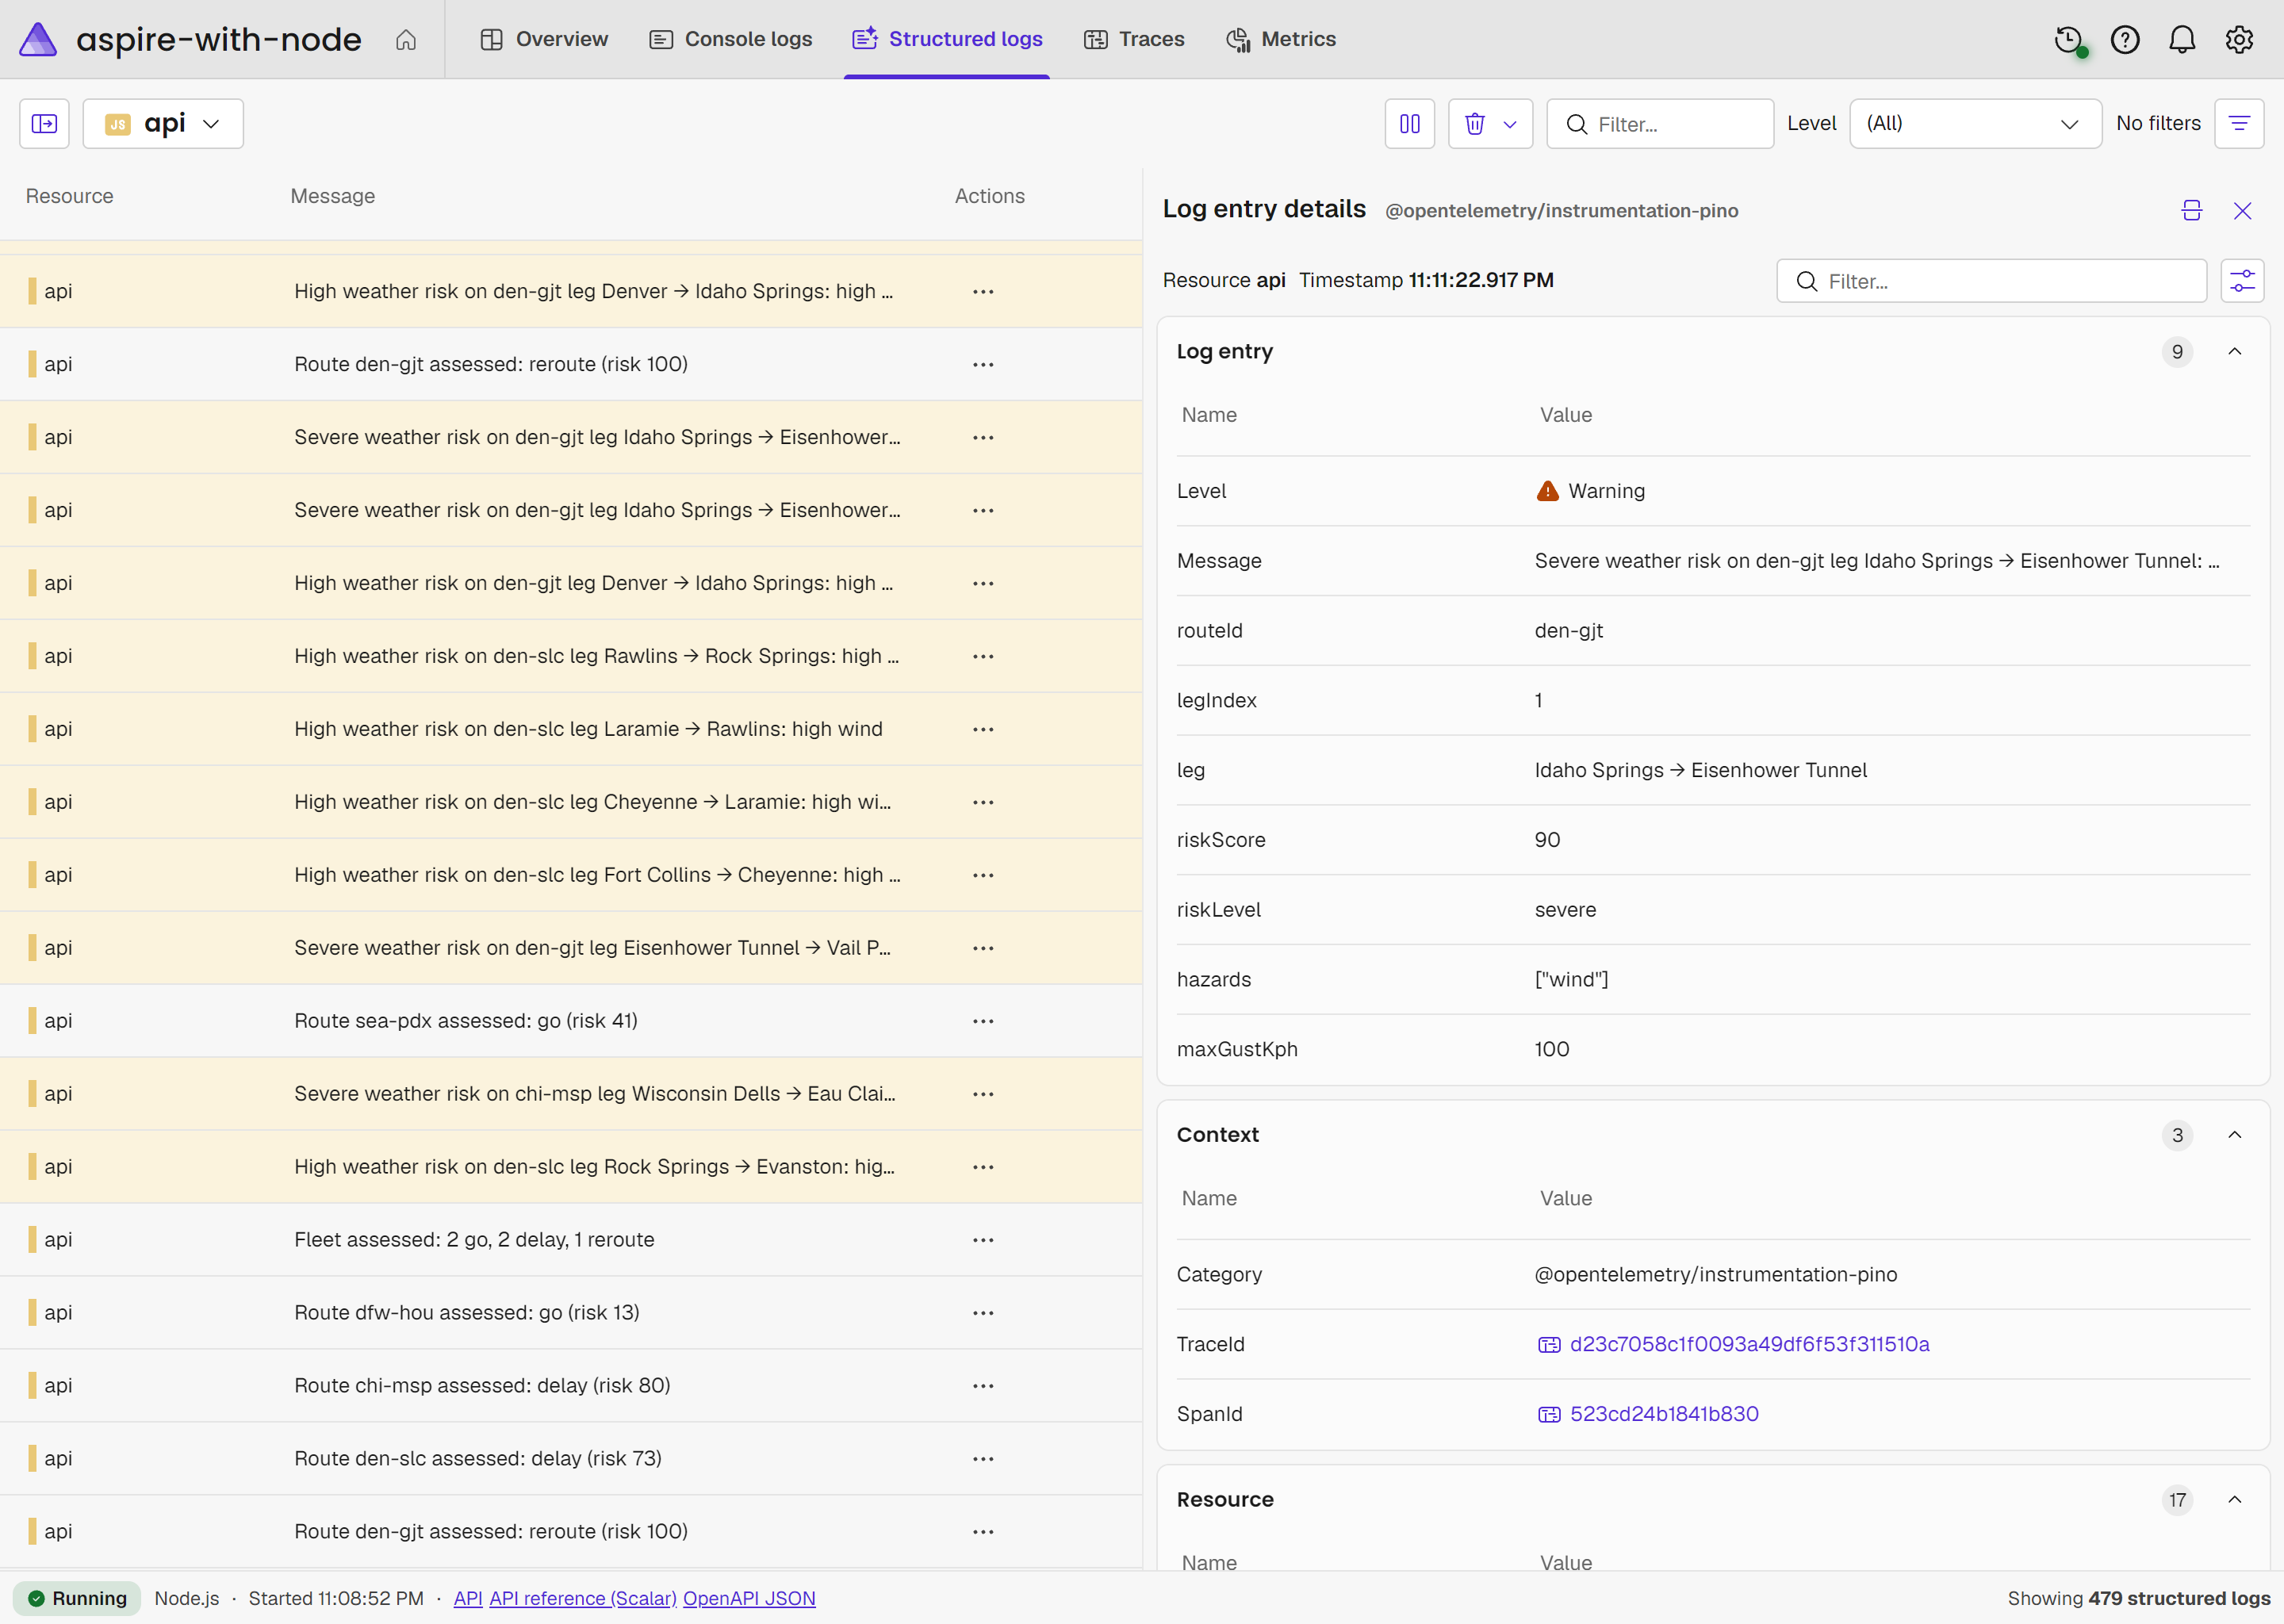 aspire-with-node
Overview
Console logs
Structured logs
Traces
Metrics
JS api
Filter...
Level
(All)
No filters
Resource Message Actions
api High weather risk on den-gjt leg Denver → Idaho Springs: high ...
api Route den-gjt assessed: reroute (risk 100)
api Severe weather risk on den-gjt leg Idaho Springs → Eisenhower...
api Severe weather risk on den-gjt leg Idaho Springs → Eisenhower...
api High weather risk on den-gjt leg Denver → Idaho Springs: high ...
api High weather risk on den-slc leg Rawlins → Rock Springs: high ...
api High weather risk on den-slc leg Laramie → Rawlins: high wind
api High weather risk on den-slc leg Cheyenne → Laramie: high wi...
api High weather risk on den-slc leg Fort Collins → Cheyenne: high ...
api Severe weather risk on den-gjt leg Eisenhower Tunnel → Vail P...
api Route sea-pdx assessed: go (risk 41)
api Severe weather risk on chi-msp leg Wisconsin Dells → Eau Clai...
api High weather risk on den-slc leg Rock Springs → Evanston: hig...
api Fleet assessed: 2 go, 2 delay, 1 reroute
api Route dfw-hou assessed: go (risk 13)
api Route chi-msp assessed: delay (risk 80)
api Route den-slc assessed: delay (risk 73)
api Route den-gjt assessed: reroute (risk 100)
Log entry details @opentelemetry/instrumentation-pino
Resource api Timestamp 11:11:22.917 PM
Filter...
Log entry 9
Name Value
Level Warning
Message Severe weather risk on den-gjt leg Idaho Springs → Eisenhower Tunnel: ...
routeId den-gjt
legIndex 1
leg Idaho Springs → Eisenhower Tunnel
riskScore 90
riskLevel severe
hazards ["wind"]
maxGustKph 100
Context 3
Name Value
Category @opentelemetry/instrumentation-pino
TraceId d23c7058c1f0093a49df6f53f311510a
SpanId 523cd24b1841b830
Resource 17
Name Value
Running Node.js · Started 11:08:52 PM · API API reference (Scalar) OpenAPI JSON
Showing 479 structured logs